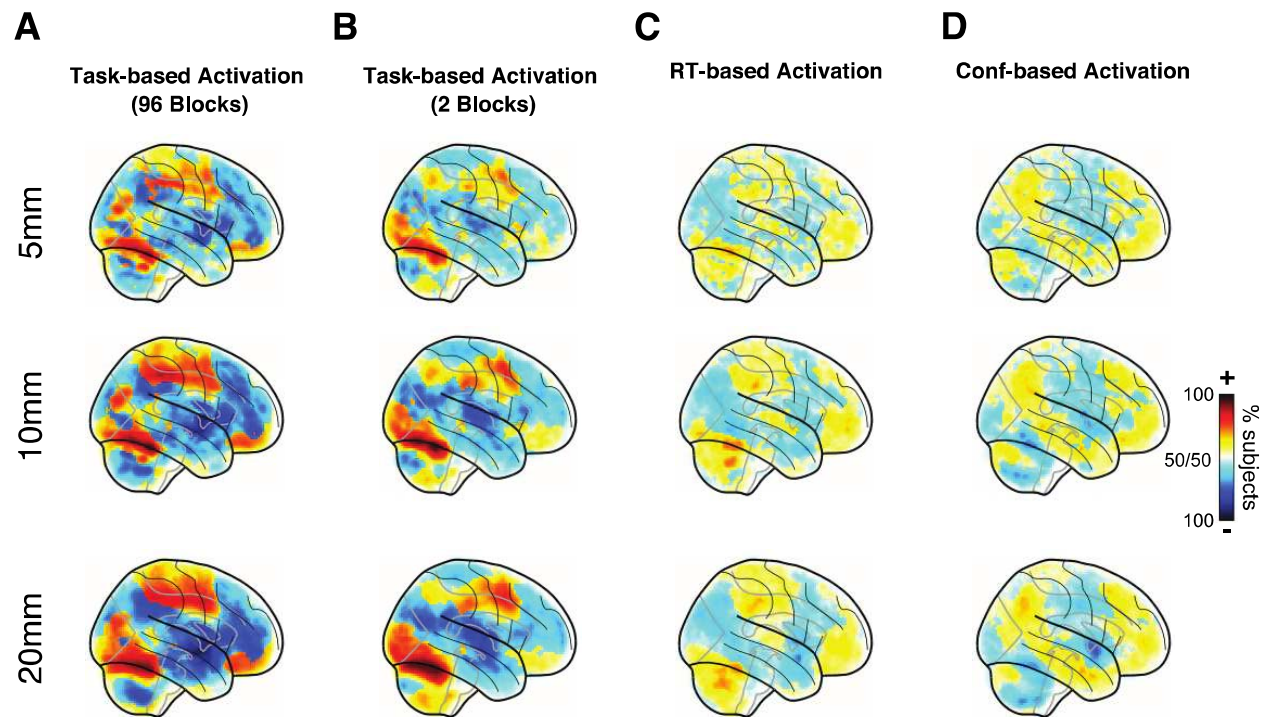 A
B
C
D
Task-based Activation
(96 Blocks)
Task-based Activation
(2 Blocks)
RT-based Activation
Conf-based Activation
5mm
10mm
20mm
+
100
50/50
100
-
% subjects